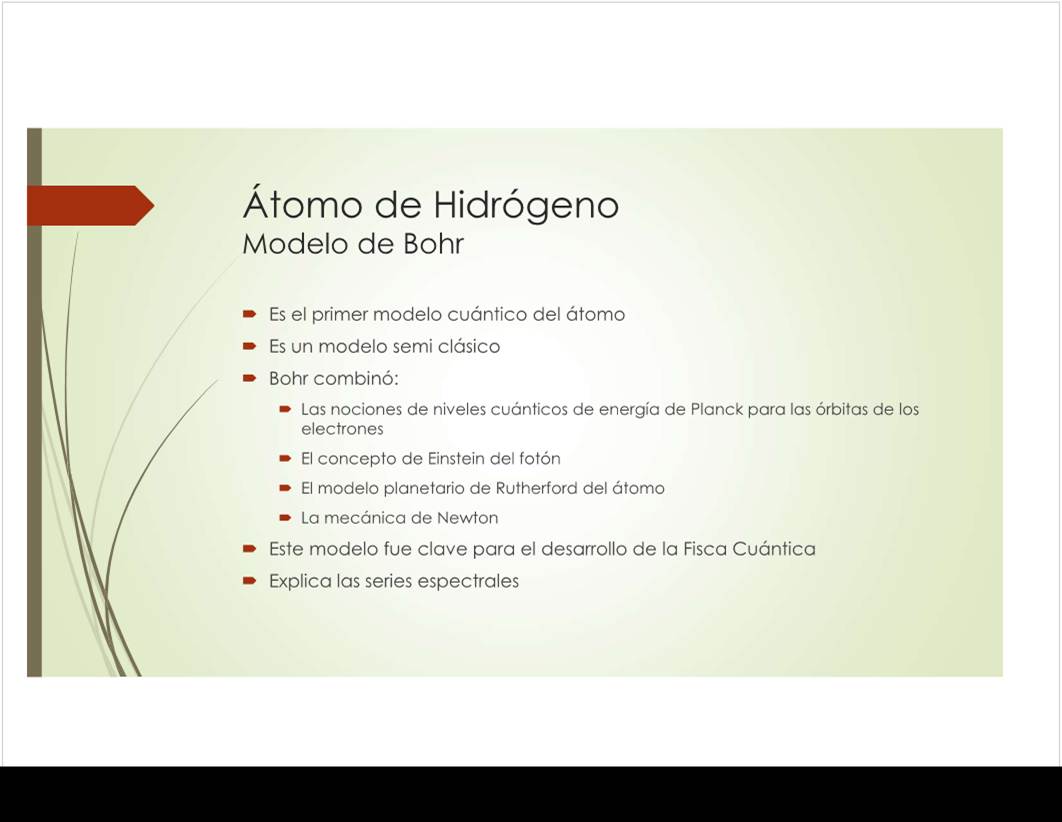 Átomo de Hidrógeno
Modelo de Bohr
Es el primer modelo cuántico del átomo
Es un modelo semi clásico
Bohr combinó:
Las nociones de niveles cuánticos de energía de Planck para las órbitas de los
electrones
El concepto de Einstein del fotón
El modelo planetario de Rutherford del átomo
La mecánica de Newton
Este modelo fue clave para el desarrollo de la Fisca Cuántica
Explica las series espectrales